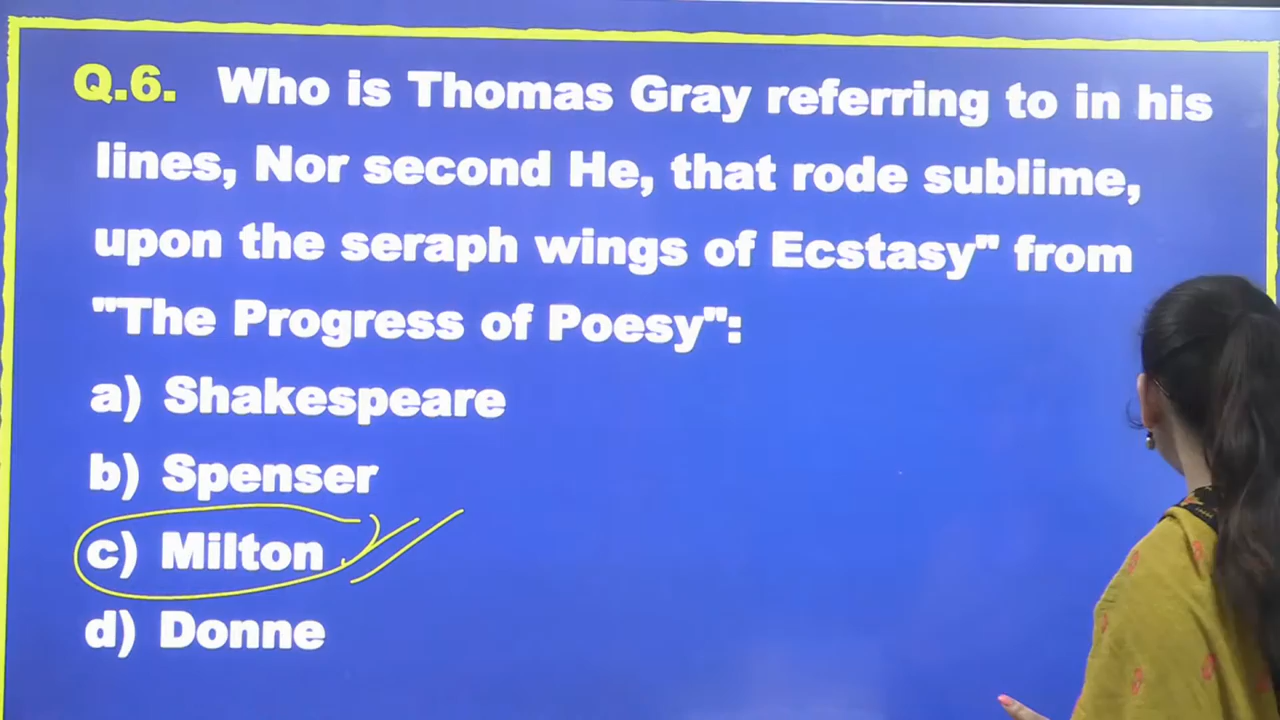 Q.6. Who is Thomas Gray referring to in his
lines, Nor second He, that rode sublime,
upon the seraph wings of Ecstasy" from
"The Progress of Poesy":
a) Shakespeare
b) Spenser
c) Milton
d) Donne